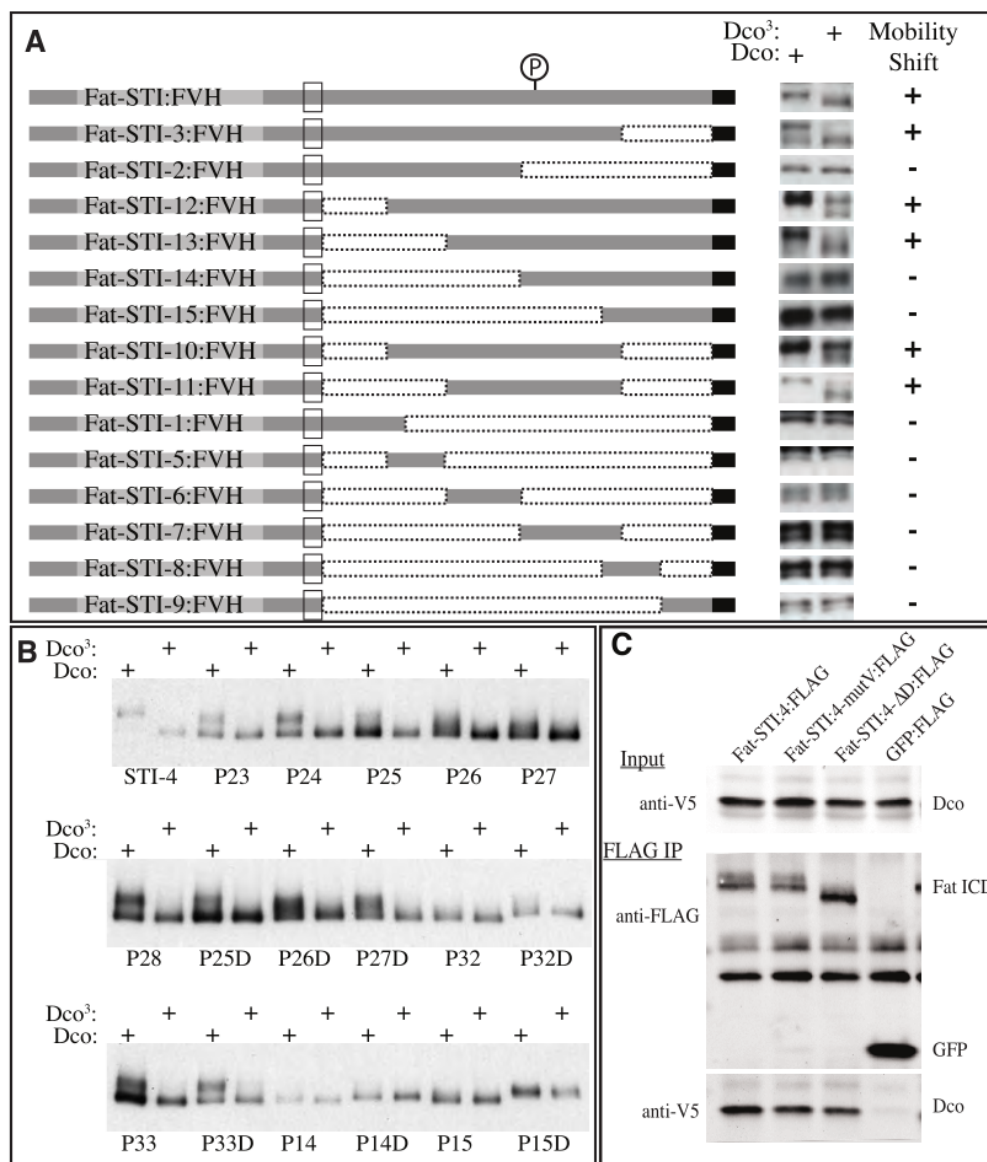 A
Dco³: + Mobility
Dco: + Shift
P
Fat-STI:FVH +
Fat-STI-3:FVH +
Fat-STI-2:FVH -
Fat-STI-12:FVH +
Fat-STI-13:FVH +
Fat-STI-14:FVH -
Fat-STI-15:FVH -
Fat-STI-10:FVH +
Fat-STI-11:FVH +
Fat-STI-1:FVH -
Fat-STI-5:FVH -
Fat-STI-6:FVH -
Fat-STI-7:FVH -
Fat-STI-8:FVH -
Fat-STI-9:FVH -
B
Dco³: + + + + + +
Dco: + + + + + +
STI-4 P23 P24 P25 P26 P27
Dco³: + + + + + +
Dco: + + + + + +
P28 P25D P26D P27D P32 P32D
Dco³: + + + + + +
Dco: + + + + + +
P33 P33D P14 P14D P15 P15D
C
Fat-STI:4:FLAG
Fat-STI:4-mutV:FLAG
Fat-STI:4-ΔD:FLAG
GFP:FLAG
Input
anti-V5 Dco
FLAG IP
Fat ICD
anti-FLAG
GFP
anti-V5 Dco